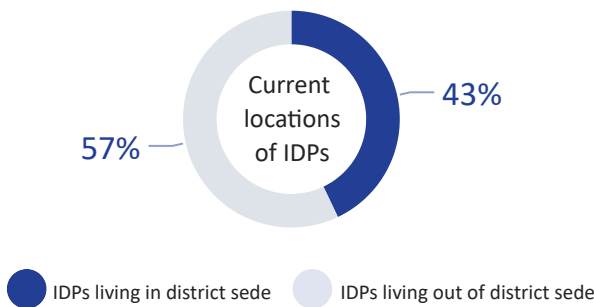 Current
locations
of IDPs
43%
57%
IDPs living in district sede
IDPs living out of district sede